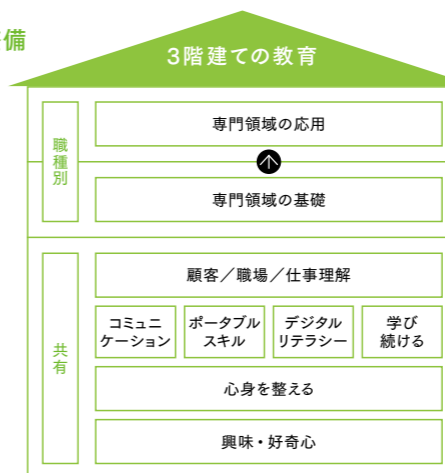 備
3階建ての教育
職種別
専門領域の応用
専門領域の基礎
共有
顧客／職場／仕事理解
コミュニ
ケーション
ポータブル
スキル
デジタル
リテラシー
学び
続ける
心身を整える
興味・好奇心